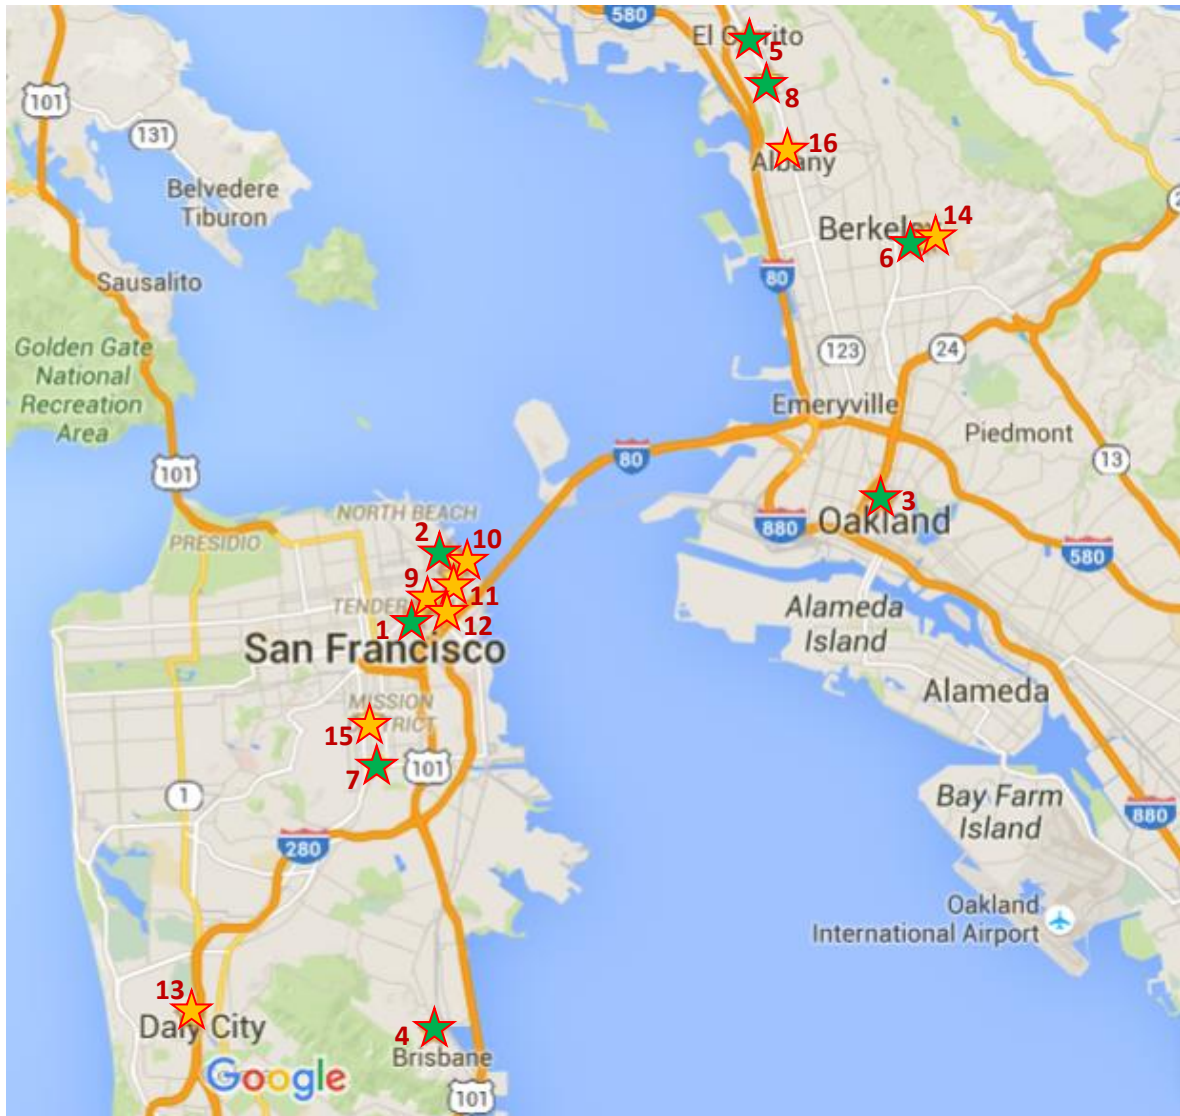 580
El Cerrito
5
101
8
131
16
Albany
Belvedere
Tiburon
2
14
Berkeley
6
Sausalito
80
Golden Gate
National
Recreation
Area
123
24
Emeryville
Piedmont
80
13
101
3
NORTH BEACH
880
Oakland
PRESIDIO
2
10
580
9
11
TENDER
Alameda
Island
1
12
San Francisco
Alameda
MISSION
DISTRICT
15
7
101
1
Bay Farm
Island
880
280
Oakland
International Airport
13
Daly City
4
Brisbane
Google
101